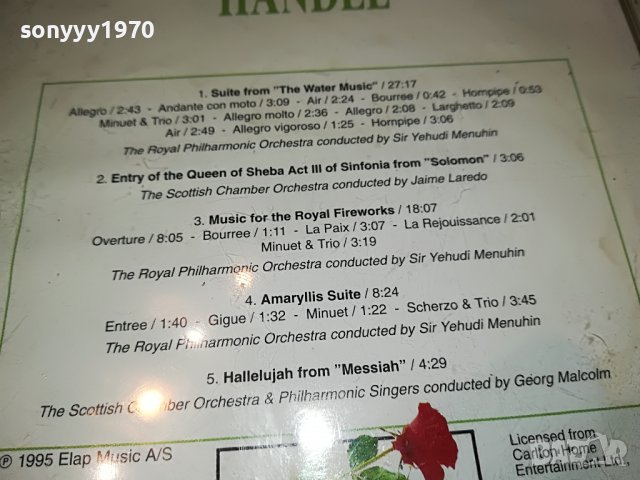 sonyyy1970
HANDEL
1. Suite from "The Water Music" / 27:17
Allegro / 2:43 - Andante con moto / 3:09 - Air / 2:24 - Bourree / 0:42 - Hornpipe / 0:53
Minuet & Trio / 3:01 - Allegro molto / 2:36 - Allegro / 2:08 - Larghetto / 2:09
Air / 2:49 - Allegro vigoroso / 1:25 - Hornpipe / 3:06
The Royal Philharmonic Orchestra conducted by Sir Yehudi Menuhin
2. Entry of the Queen of Sheba Act III of Sinfonia from "Solomon" / 3:06
The Scottish Chamber Orchestra conducted by Jaime Laredo
3. Music for the Royal Fireworks / 18:07
Overture / 8:05 - Bourree / 1:11 - La Paix / 3:07 - La Rejouissance / 2:01
Minuet & Trio / 3:19
The Royal Philharmonic Orchestra conducted by Sir Yehudi Menuhin
4. Amaryllis Suite / 8:24
Entree / 1:40 - Gigue / 1:32 - Minuet / 1:22 - Scherzo & Trio / 3:45
The Royal Philharmonic Orchestra conducted by Sir Yehudi Menuhin
5. Hallelujah from "Messiah" / 4:29
The Scottish Chamber Orchestra & Philharmonic Singers conducted by Georg Malcolm
℗ 1995 Elap Music A/S
Licensed from
Carlton Home
Entertainment Ltd.,